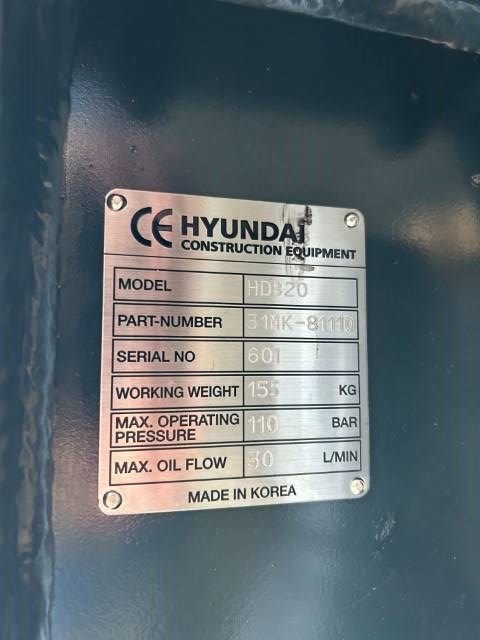 CE HYUNDAI
CONSTRUCTION EQUIPMENT
MODEL HDB20
PART-NUMBER 31MK-81110
SERIAL NO 601
WORKING WEIGHT 155 KG
MAX. OPERATING
PRESSURE 110 BAR
MAX. OIL FLOW 30 L/MIN
MADE IN KOREA